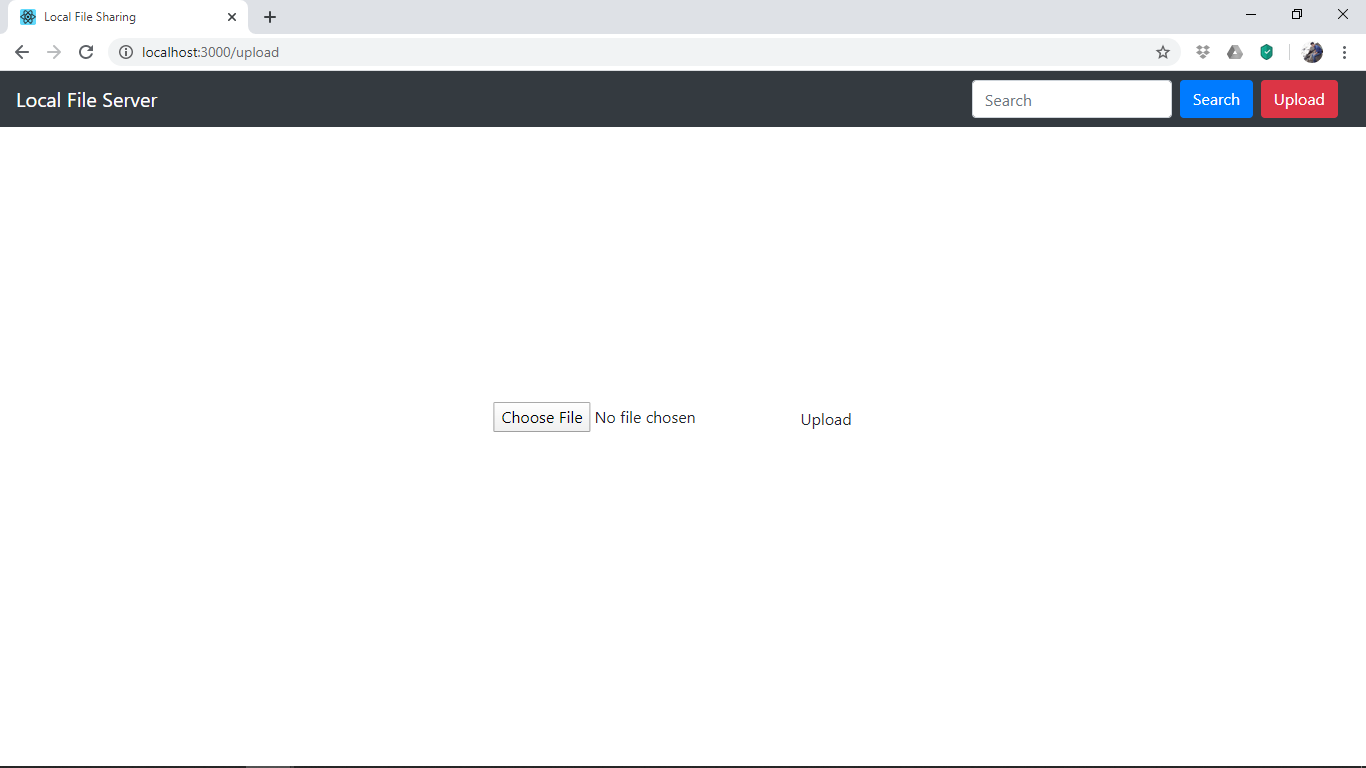 Local File Sharing
localhost:3000/upload
Local File Server Search Search Upload
Choose File No file chosen Upload